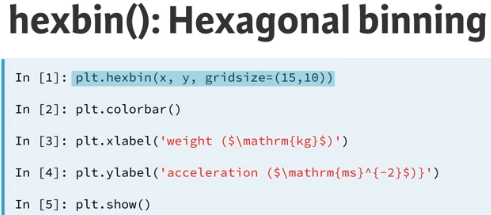 hexbin(): Hexagonal binning
In [1]: plt.hexbin(x, y, gridsize=(15,10))
In [2]: plt.colorbar()
In [3]: plt.xlabel('weight ($\mathrm{kg}$)')
In [4]: plt.ylabel('acceleration ($\mathrm{ms}^{-2}$)}')
In [5]: plt.show()